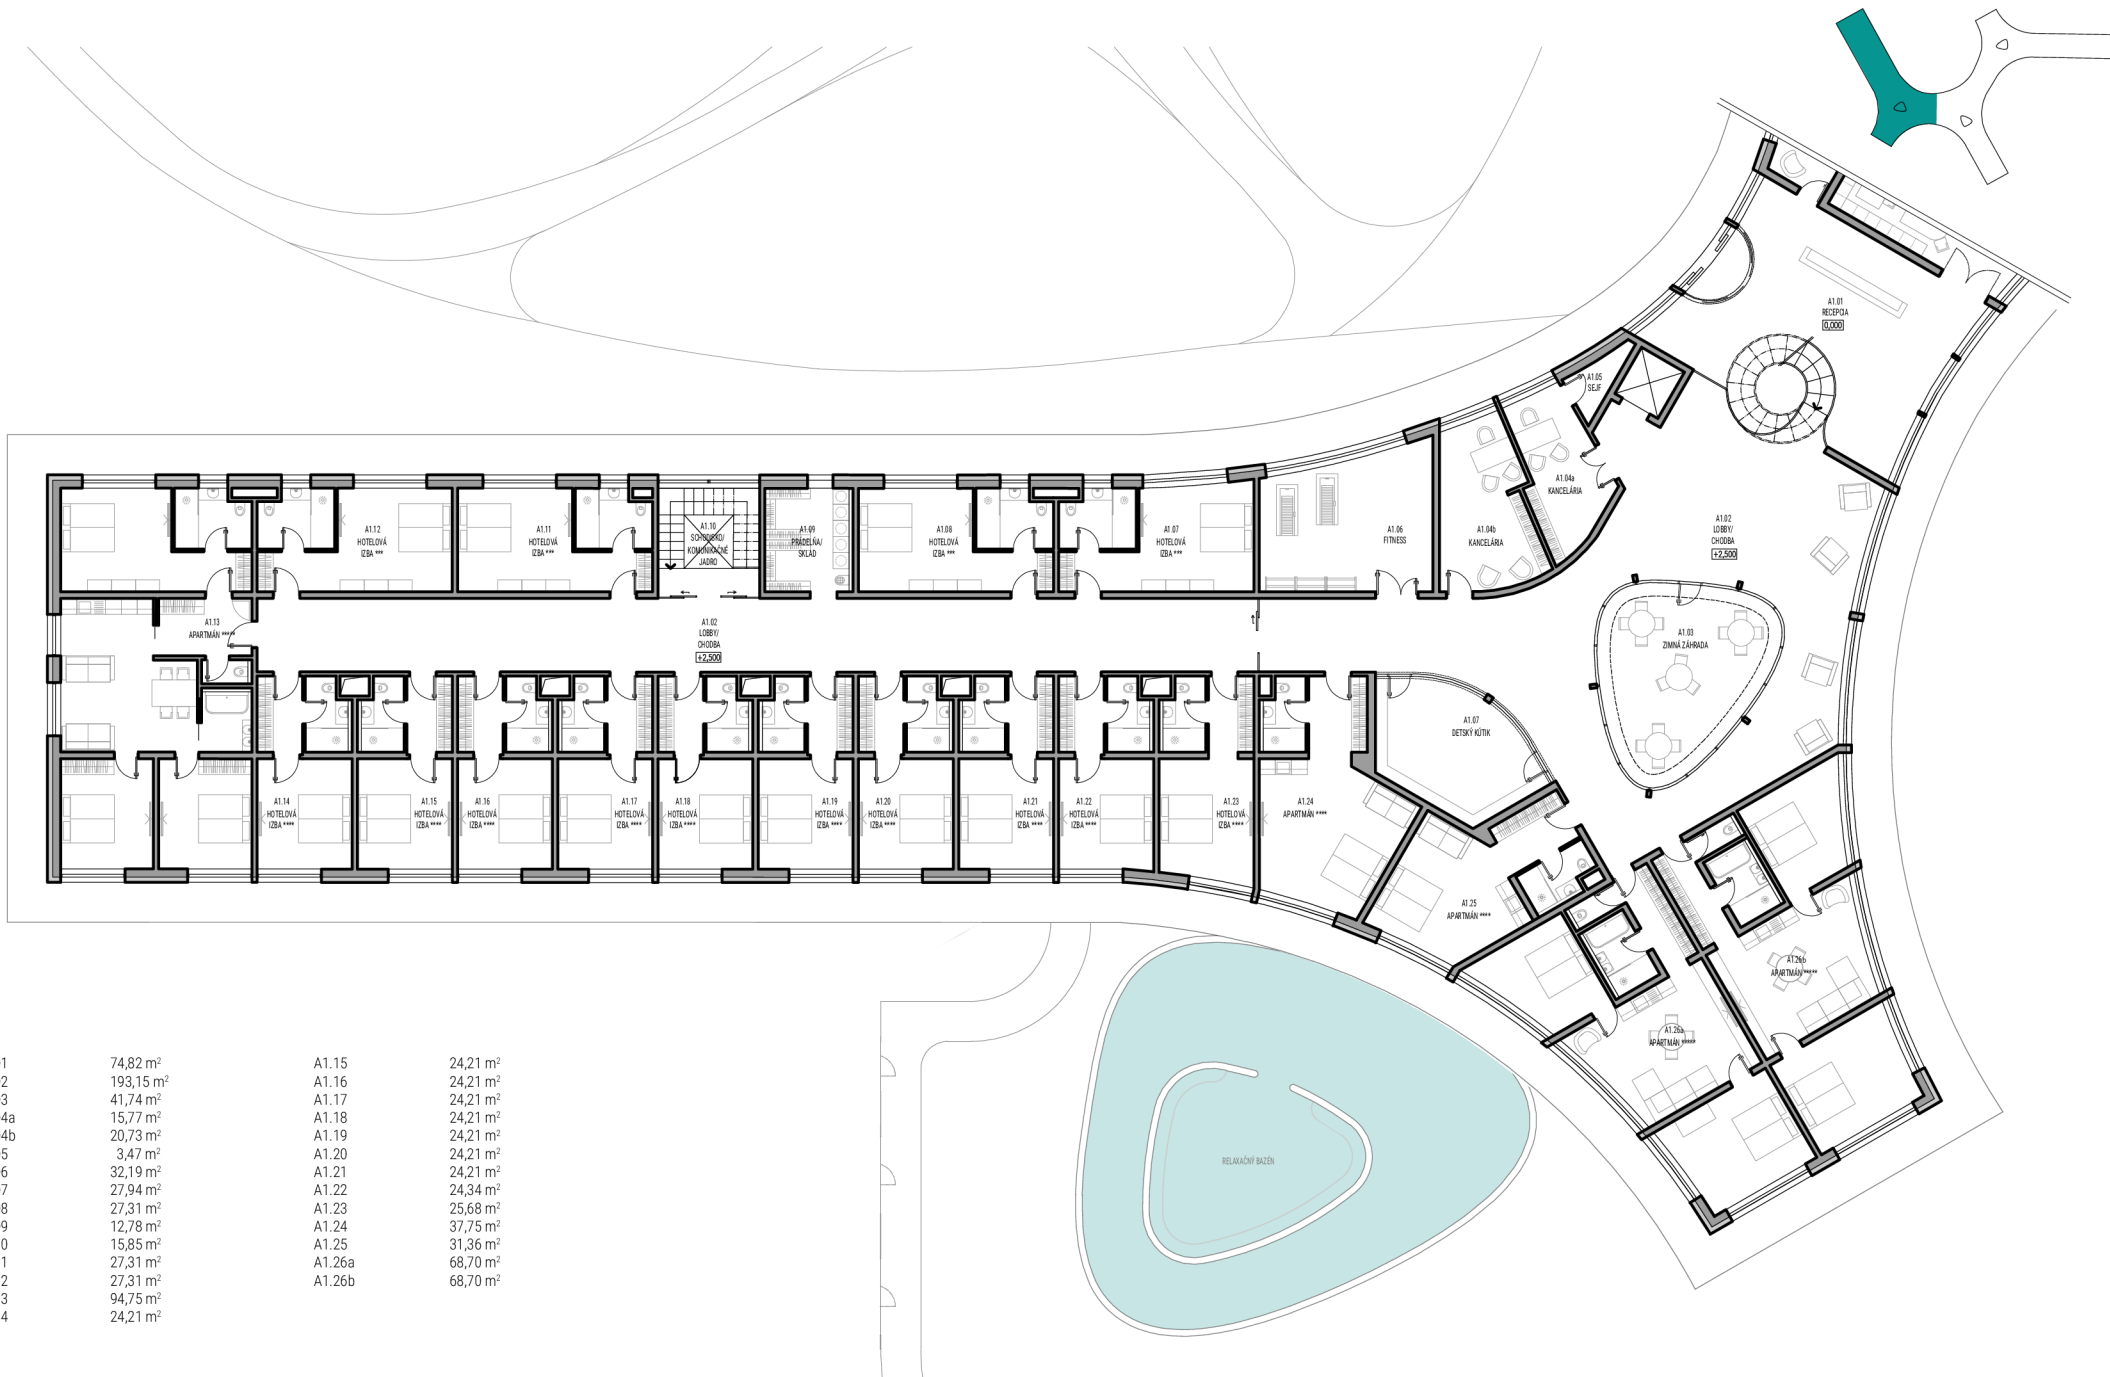 A1.01
RECEPCIA
0,000
A1.05
SEJF
A1.04a
KANCELÁRIA
A1.04b
KANCELÁRIA
A1.06
FITNESS
A1.02
LOBBY/
CHODBA
+2,500
A1.12
HOTELOVÁ
IZBA ***
A1.11
HOTELOVÁ
IZBA ***
A1.10
SCHODISKO/
KOMUNIKAČNÉ
JADRO
A1.09
PRÁDELŇA/
SKLAD
A1.08
HOTELOVÁ
IZBA ***
A1.07
HOTELOVÁ
IZBA ***
A1.13
APARTMÁN *****
A1.02
LOBBY/
CHODBA
+2,500
A1.03
ZIMNÁ ZÁHRADA
A1.07
DETSKÝ KÚTIK
A1.14
HOTELOVÁ
IZBA ****
A1.15
HOTELOVÁ
IZBA ****
A1.16
HOTELOVÁ
IZBA ****
A1.17
HOTELOVÁ
IZBA ****
A1.18
HOTELOVÁ
IZBA ****
A1.19
HOTELOVÁ
IZBA ****
A1.20
HOTELOVÁ
IZBA ****
A1.21
HOTELOVÁ
IZBA ****
A1.22
HOTELOVÁ
IZBA ****
A1.23
HOTELOVÁ
IZBA ****
A1.24
APARTMÁN ****
A1.25
APARTMÁN ****
A1.26b
APARTMÁN *****
A1.26a
APARTMÁN *****
RELAXAČNÝ BAZÉN
1 74,82 m²
2 193,15 m²
3 41,74 m²
4a 15,77 m²
4b 20,73 m²
5 3,47 m²
6 32,19 m²
7 27,94 m²
8 27,31 m²
9 12,78 m²
0 15,85 m²
1 27,31 m²
2 27,31 m²
3 94,75 m²
4 24,21 m²
A1.15 24,21 m²
A1.16 24,21 m²
A1.17 24,21 m²
A1.18 24,21 m²
A1.19 24,21 m²
A1.20 24,21 m²
A1.21 24,21 m²
A1.22 24,34 m²
A1.23 25,68 m²
A1.24 37,75 m²
A1.25 31,36 m²
A1.26a 68,70 m²
A1.26b 68,70 m²